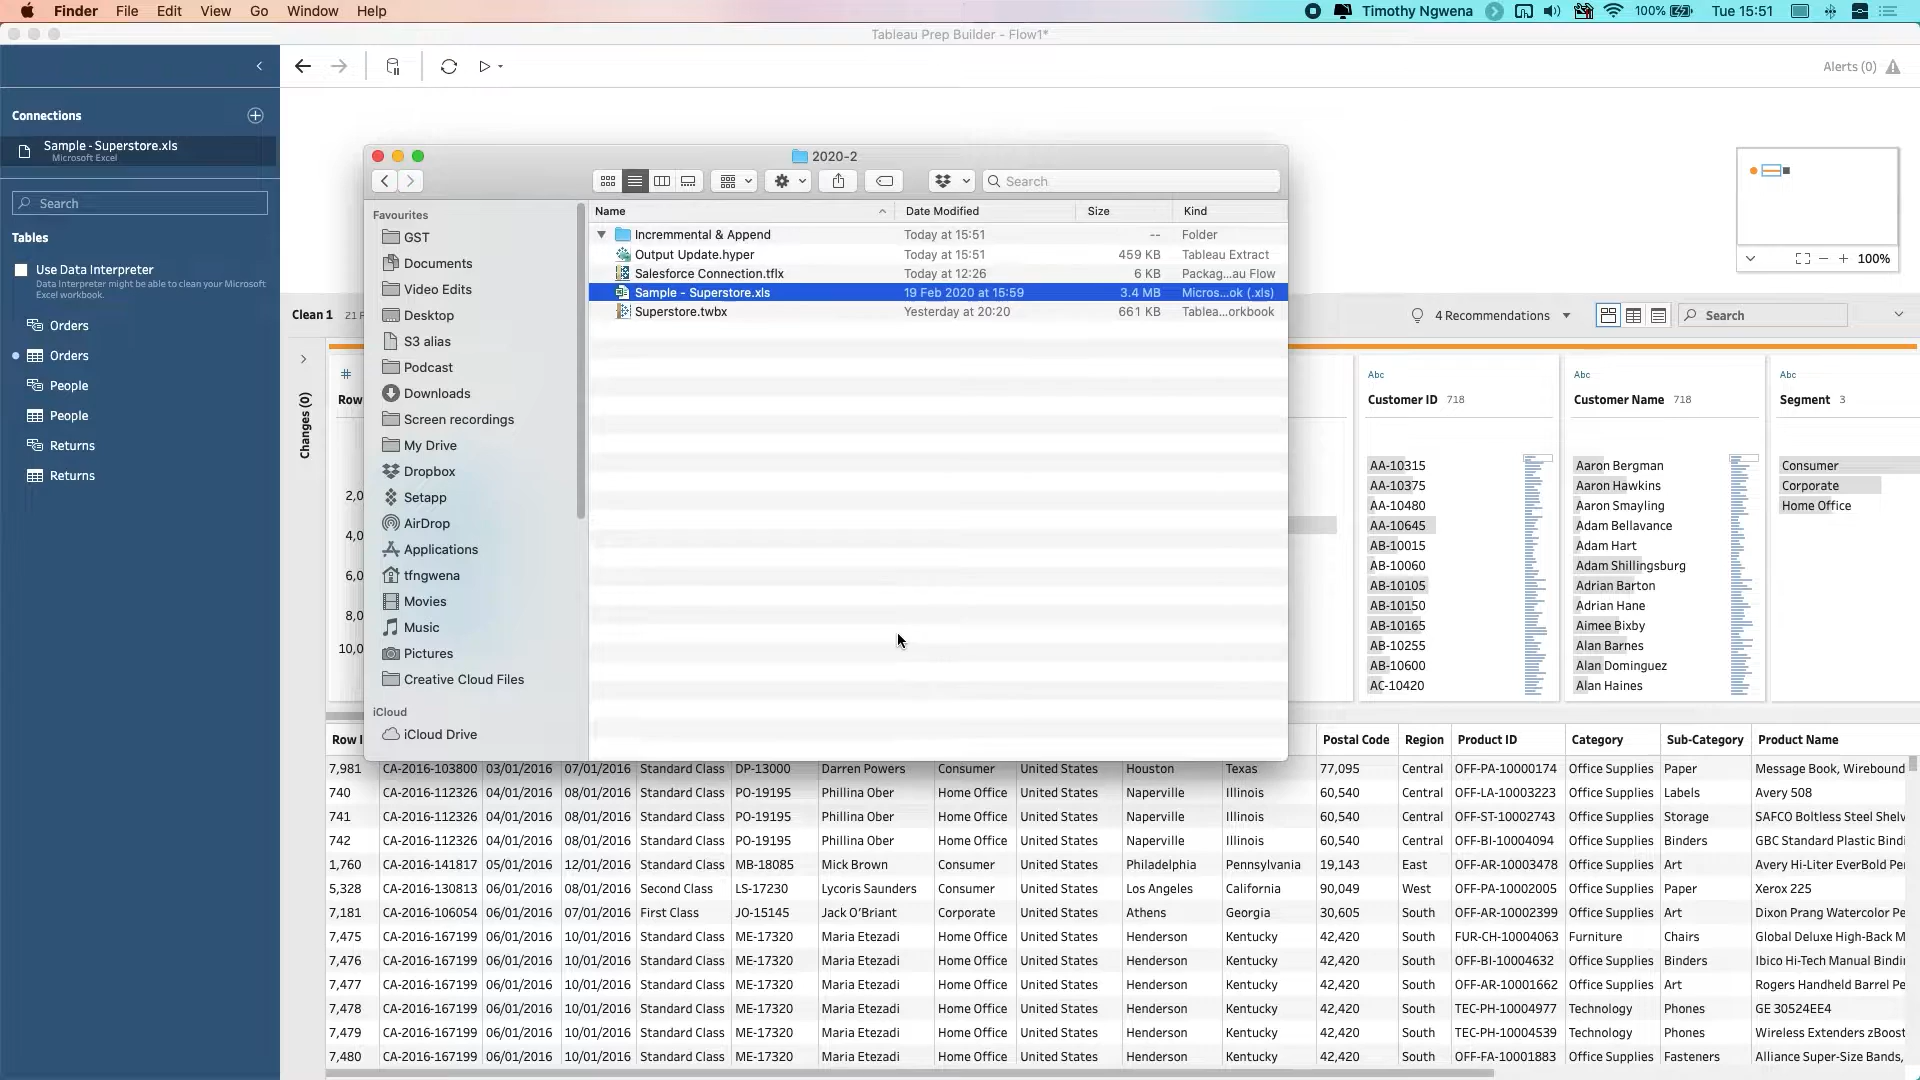 Finder File Edit View Go Window Help Timothy Ngwena 100% Tue 15:51
Tableau Prep Builder - Flow1*
Alerts (0)
Connections
Sample - Superstore.xls
Microsoft Excel
Search
Tables
Use Data Interpreter
Data Interpreter might be able to clean your Microsoft
Excel workbook.
Orders
Orders
People
People
Returns
Returns
2020-2
Search
Favourites
GST
Documents
Video Edits
Desktop
S3 alias
Podcast
Downloads
Screen recordings
My Drive
Dropbox
Setapp
AirDrop
Applications
tfngwena
Movies
Music
Pictures
Creative Cloud Files
iCloud
iCloud Drive
Name Date Modified Size Kind
Incremmental & Append Today at 15:51 -- Folder
Output Update.hyper Today at 15:51 459 KB Tableau Extract
Salesforce Connection.tflx Today at 12:26 6 KB Packag...au Flow
Sample - Superstore.xls 19 Feb 2020 at 15:59 3.4 MB Micros...ok (.xls)
Superstore.twbx Yesterday at 20:20 661 KB Tablea...orkbook
100%
Clean 1 21 F
4 Recommendations Search
Changes (0)
#
Row
2,0
4,0
6,0
8,0
10,0
Abc
Customer ID 718
AA-10315
AA-10375
AA-10480
AA-10645
AB-10015
AB-10060
AB-10105
AB-10150
AB-10165
AB-10255
AB-10600
AC-10420
Abc
Customer Name 718
Aaron Bergman
Aaron Hawkins
Aaron Smayling
Adam Bellavance
Adam Hart
Adam Shillingsburg
Adrian Barton
Adrian Hane
Aimee Bixby
Alan Barnes
Alan Dominguez
Alan Haines
Abc
Segment 3
Consumer
Corporate
Home Office
Row I Postal Code Region Product ID Category Sub-Category Product Name
7,981 CA-2016-103800 03/01/2016 07/01/2016 Standard Class DP-13000 Darren Powers Consumer United States Houston Texas 77,095 Central OFF-PA-10000174 Office Supplies Paper Message Book, Wirebound
740 CA-2016-112326 04/01/2016 08/01/2016 Standard Class PO-19195 Phillina Ober Home Office United States Naperville Illinois 60,540 Central OFF-LA-10003223 Office Supplies Labels Avery 508
741 CA-2016-112326 04/01/2016 08/01/2016 Standard Class PO-19195 Phillina Ober Home Office United States Naperville Illinois 60,540 Central OFF-ST-10002743 Office Supplies Storage SAFCO Boltless Steel Shelv
742 CA-2016-112326 04/01/2016 08/01/2016 Standard Class PO-19195 Phillina Ober Home Office United States Naperville Illinois 60,540 Central OFF-BI-10004094 Office Supplies Binders GBC Standard Plastic Bindi
1,760 CA-2016-141817 05/01/2016 12/01/2016 Standard Class MB-18085 Mick Brown Consumer United States Philadelphia Pennsylvania 19,143 East OFF-AR-10003478 Office Supplies Art Avery Hi-Liter EverBold Pe
5,328 CA-2016-130813 06/01/2016 08/01/2016 Second Class LS-17230 Lycoris Saunders Consumer United States Los Angeles California 90,049 West OFF-PA-10002005 Office Supplies Paper Xerox 225
7,181 CA-2016-106054 06/01/2016 07/01/2016 First Class JO-15145 Jack O'Briant Corporate United States Athens Georgia 30,605 South OFF-AR-10002399 Office Supplies Art Dixon Prang Watercolor Pe
7,475 CA-2016-167199 06/01/2016 10/01/2016 Standard Class ME-17320 Maria Etezadi Home Office United States Henderson Kentucky 42,420 South FUR-CH-10004063 Furniture Chairs Global Deluxe High-Back M
7,476 CA-2016-167199 06/01/2016 10/01/2016 Standard Class ME-17320 Maria Etezadi Home Office United States Henderson Kentucky 42,420 South OFF-BI-10004632 Office Supplies Binders Ibico Hi-Tech Manual Bindi
7,477 CA-2016-167199 06/01/2016 10/01/2016 Standard Class ME-17320 Maria Etezadi Home Office United States Henderson Kentucky 42,420 South OFF-AR-10001662 Office Supplies Art Rogers Handheld Barrel Pe
7,478 CA-2016-167199 06/01/2016 10/01/2016 Standard Class ME-17320 Maria Etezadi Home Office United States Henderson Kentucky 42,420 South TEC-PH-10004977 Technology Phones GE 30524EE4
7,479 CA-2016-167199 06/01/2016 10/01/2016 Standard Class ME-17320 Maria Etezadi Home Office United States Henderson Kentucky 42,420 South TEC-PH-10004539 Technology Phones Wireless Extenders zBoost
7,480 CA-2016-167199 06/01/2016 10/01/2016 Standard Class ME-17320 Maria Etezadi Home Office United States Henderson Kentucky 42,420 South OFF-FA-10001883 Office Supplies Fasteners Alliance Super-Size Bands,